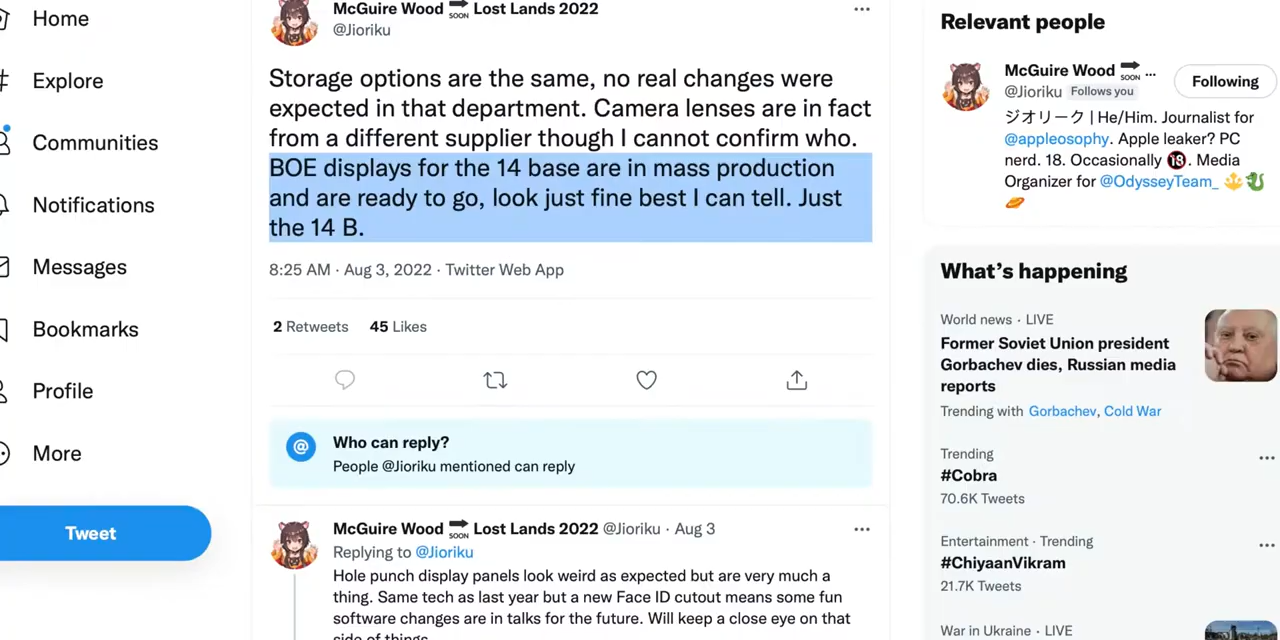 Home
Explore
Communities
Notifications
Messages
Bookmarks
Profile
More
Tweet
McGuire Wood 🔜 Lost Lands 2022
@Jioriku
Storage options are the same, no real changes were
expected in that department. Camera lenses are in fact
from a different supplier though I cannot confirm who.
BOE displays for the 14 base are in mass production
and are ready to go, look just fine best I can tell. Just
the 14 B.
8:25 AM · Aug 3, 2022 · Twitter Web App
2 Retweets 45 Likes
Who can reply?
People @Jioriku mentioned can reply
McGuire Wood 🔜 Lost Lands 2022 @Jioriku · Aug 3
Replying to @Jioriku
Hole punch display panels look weird as expected but are very much a
thing. Same tech as last year but a new Face ID cutout means some fun
software changes are in talks for the future. Will keep a close eye on that
side of things.
Relevant people
McGuire Wood 🔜 ...
@Jioriku Follows you
Following
ジオリーク | He/Him. Journalist for
@appleosophy. Apple leaker? PC
nerd. 18. Occasionally 🔞. Media
Organizer for @OdysseyTeam_ 🔱🐉
🪐
What's happening
World news · LIVE
Former Soviet Union president
Gorbachev dies, Russian media
reports
Trending with Gorbachev, Cold War
Trending
#Cobra
70.6K Tweets
Entertainment · Trending
#ChiyaanVikram
21.7K Tweets
War in Ukraine · LIVE